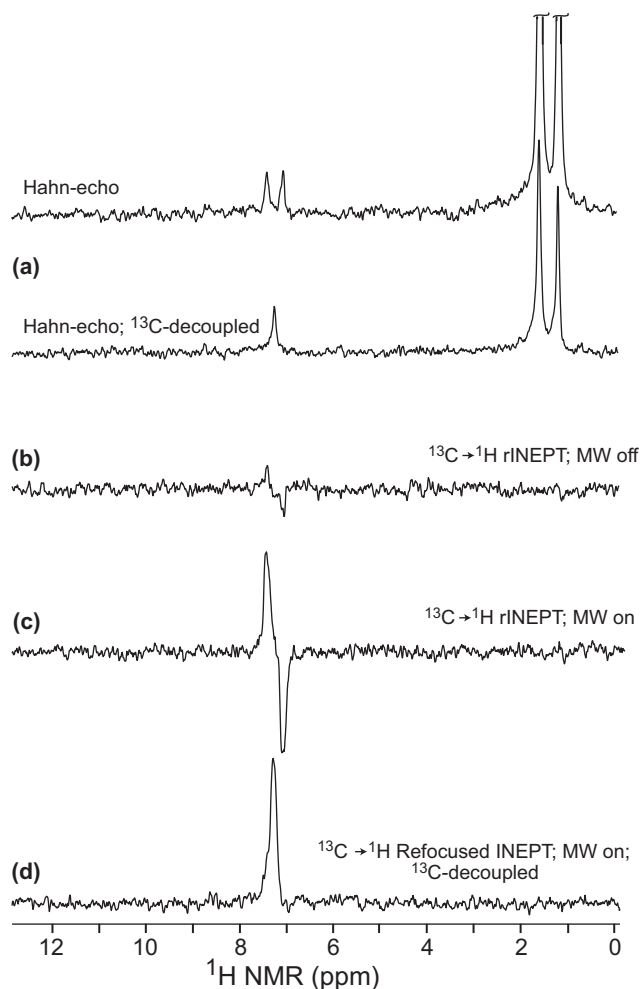 Hahn-echo
(a)
Hahn-echo; ¹³C-decoupled
(b)
¹³C→¹H rINEPT; MW off
¹³C→¹H rINEPT; MW on
(c)
¹³C→¹H Refocused INEPT; MW on;
¹³C-decoupled
(d)
12 10 8 6 4 2 0
¹H NMR (ppm)